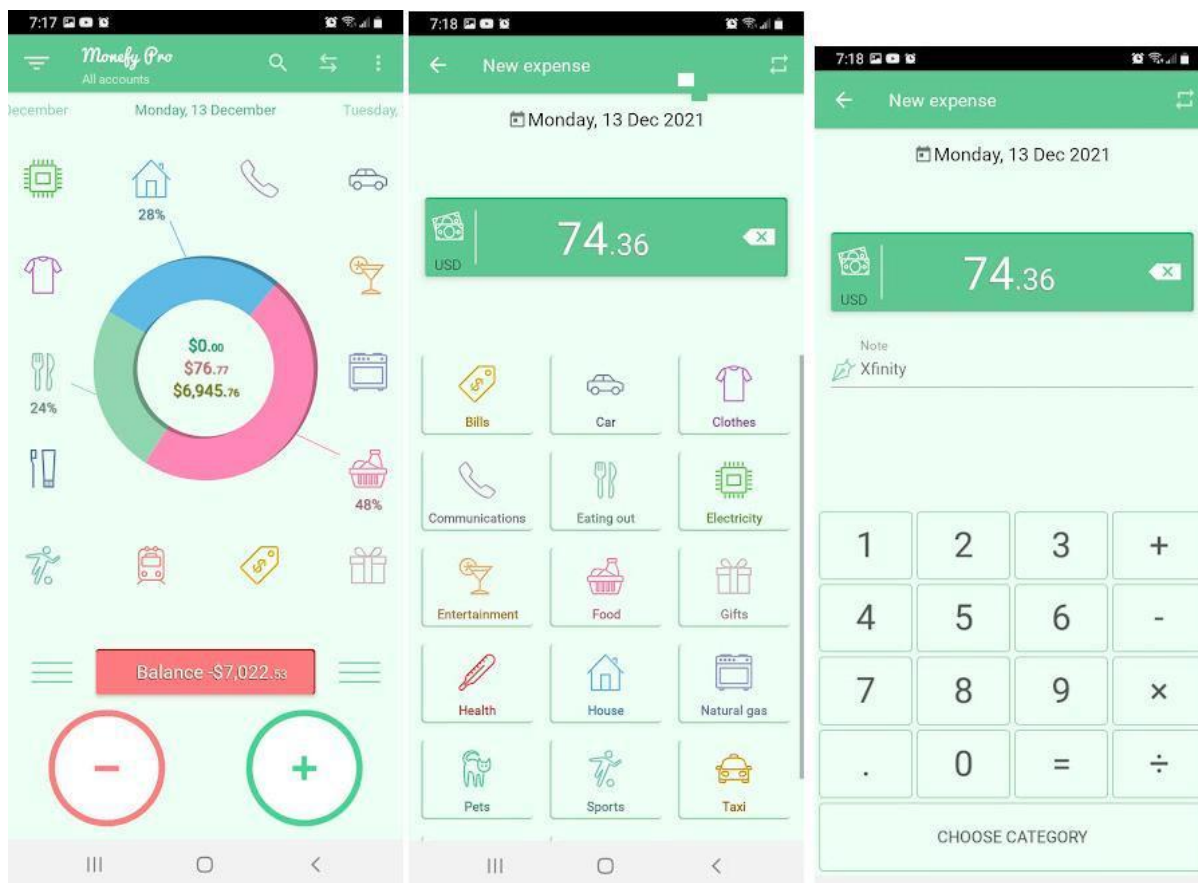 7:17
Monefy Pro
All accounts
December
Monday, 13 December
Tuesday,
28%
$0.00
$76.77
$6,945.76
24%
48%
Balance -$7,022.53
−
+
7:18
New expense
Monday, 13 Dec 2021
USD
74.36
Bills
Car
Clothes
Communications
Eating out
Electricity
Entertainment
Food
Gifts
Health
House
Natural gas
Pets
Sports
Taxi
7:18
New expense
Monday, 13 Dec 2021
USD
74.36
Note
Xfinity
1 2 3 +
4 5 6 -
7 8 9 ×
. 0 = ÷
CHOOSE CATEGORY